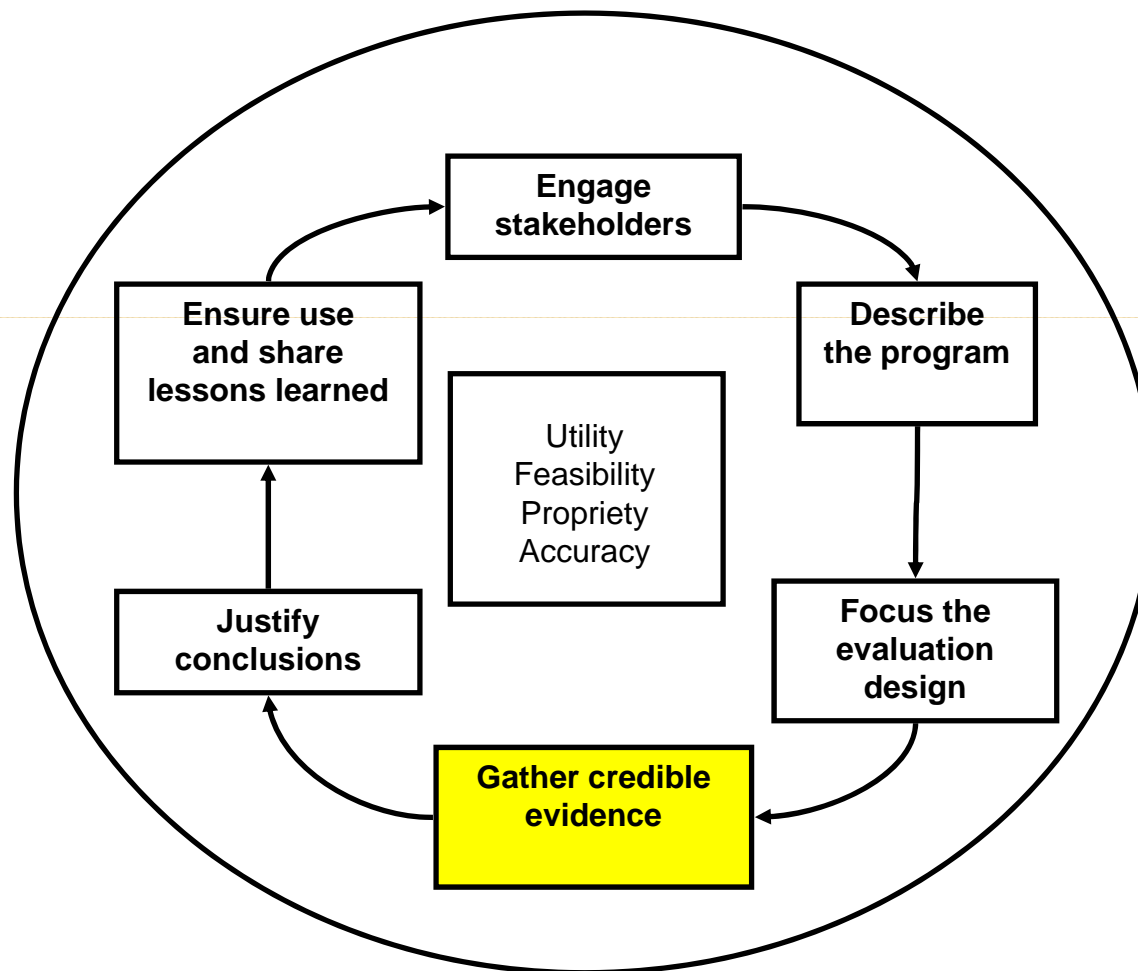 Engage
stakeholders
Describe
the program
Focus the
evaluation
design
Gather credible
evidence
Justify
conclusions
Ensure use
and share
lessons learned
Utility
Feasibility
Propriety
Accuracy